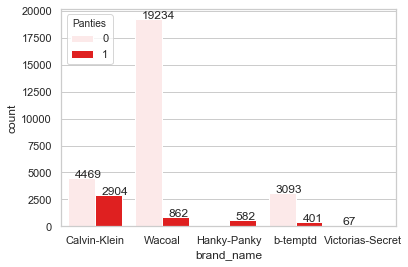 Panties
0
1
20000
17500
15000
12500
10000
7500
5000
2500
0
count
4469
2904
19234
862
582
3093
401
67
Calvin-Klein
Wacoal
Hanky-Panky
b-temptd
Victorias-Secret
brand_name